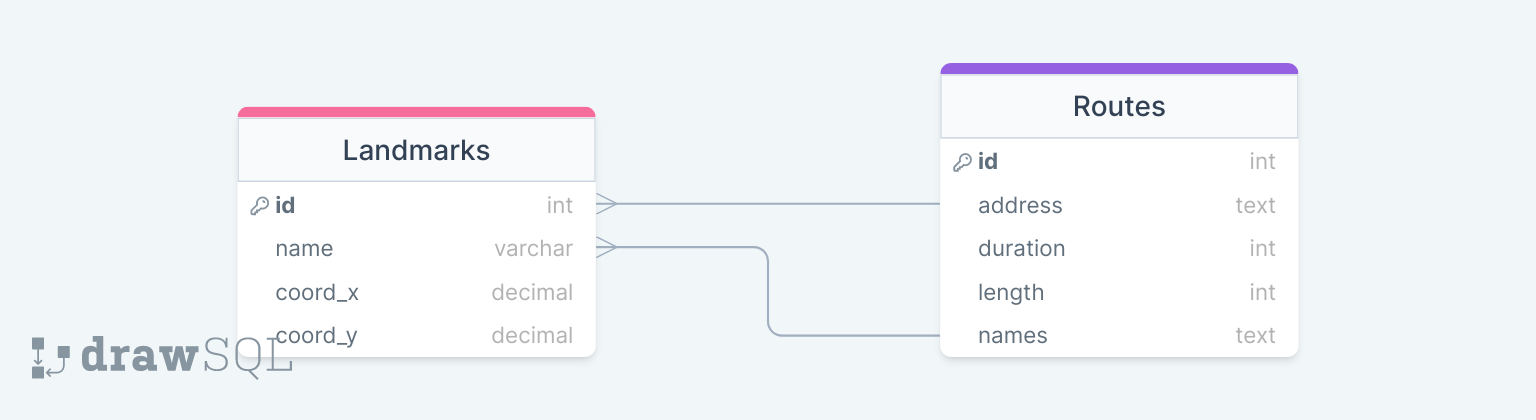 Landmarks
id int
name varchar
coord_x decimal
coord_y decimal
Routes
id int
address text
duration int
length int
names text
drawSQL